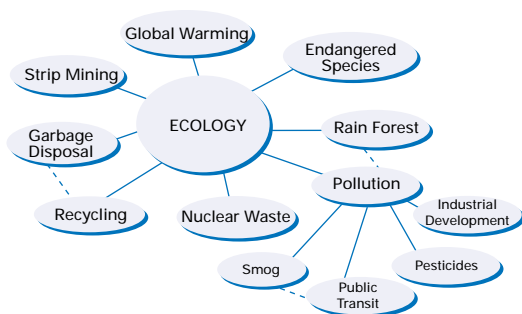 Global Warming
Endangered
Species
Strip Mining
ECOLOGY
Rain Forest
Garbage
Disposal
Pollution
Industrial
Development
Recycling
Nuclear Waste
Smog
Pesticides
Public
Transit